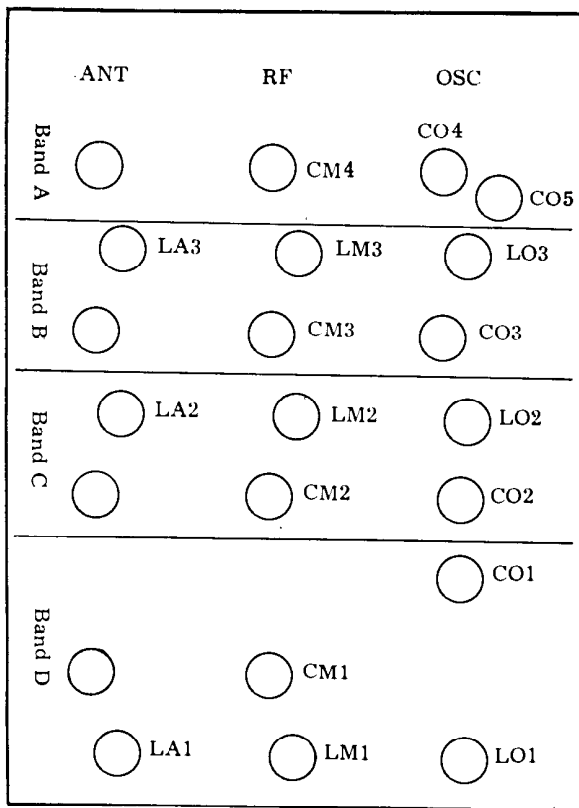 ANT RF OSC
Band A
CO4
CM4
CO5
Band B
LA3 LM3 LO3
CM3 CO3
Band C
LA2 LM2 LO2
CM2 CO2
Band D
CO1
CM1
LA1 LM1 LO1